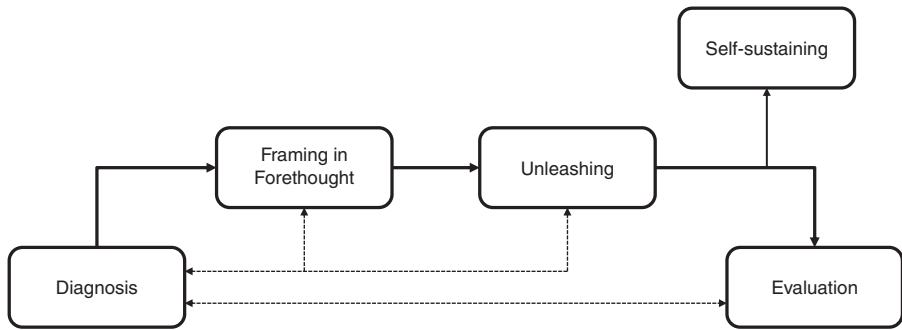 Self-sustaining
Framing in
Forethought
Unleashing
Diagnosis
Evaluation